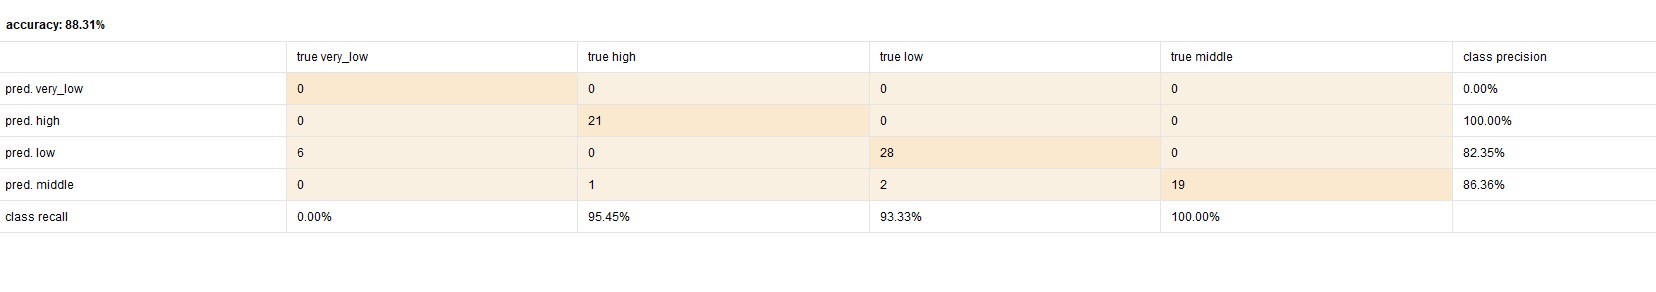 accuracy: 88.31%
true very_low true high true low true middle class precision
pred. very_low 0 0 0 0 0.00%
pred. high 0 21 0 0 100.00%
pred. low 6 0 28 0 82.35%
pred. middle 0 1 2 19 86.36%
class recall 0.00% 95.45% 93.33% 100.00%